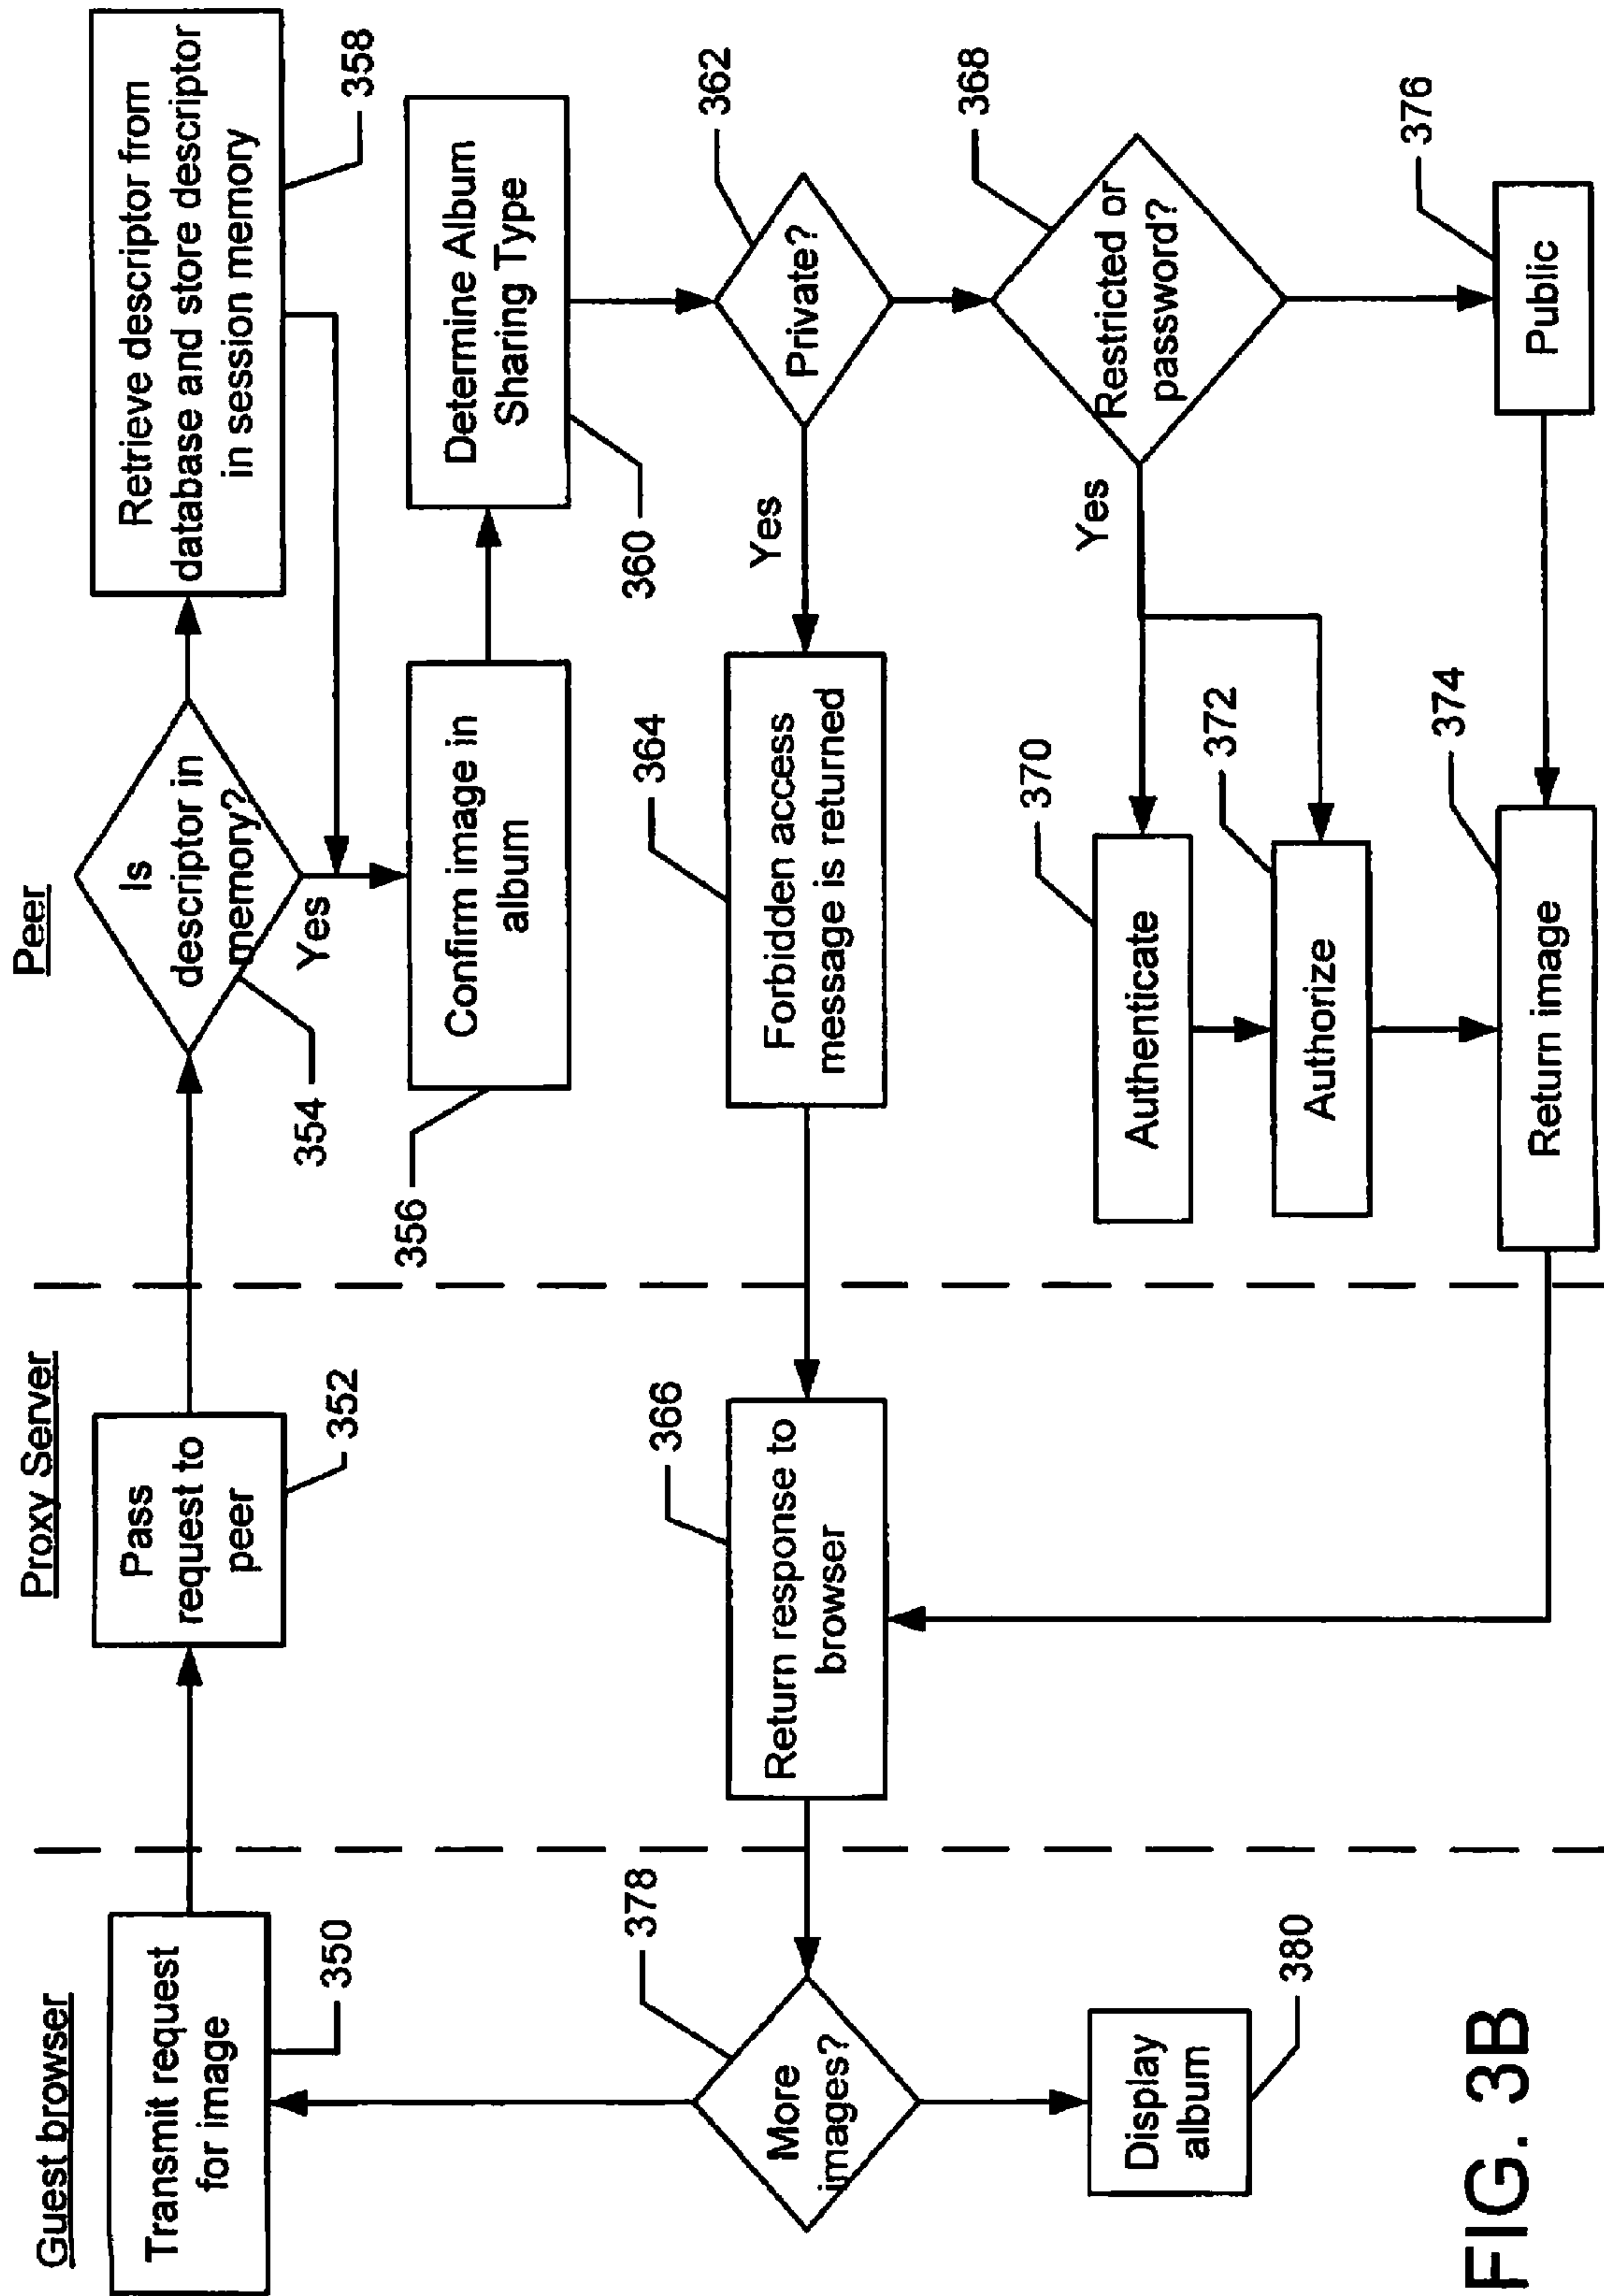 Guest browser
Transmit request
for image
350
More
images?
378
Display
album
380
Proxy Server
Pass
request to
peer
352
Return response to
browser
366
Peer
Is
descriptor in
memory?
354
Yes
Retrieve descriptor from
database and store descriptor
in session memory
358
Confirm image in
album
356
Determine Album
Sharing Type
360
Private?
362
Yes
Forbidden access
message is returned
364
Restricted or
password?
368
Yes
Authenticate
370
Authorize
372
Return image
374
Public
376
FIG. 3B